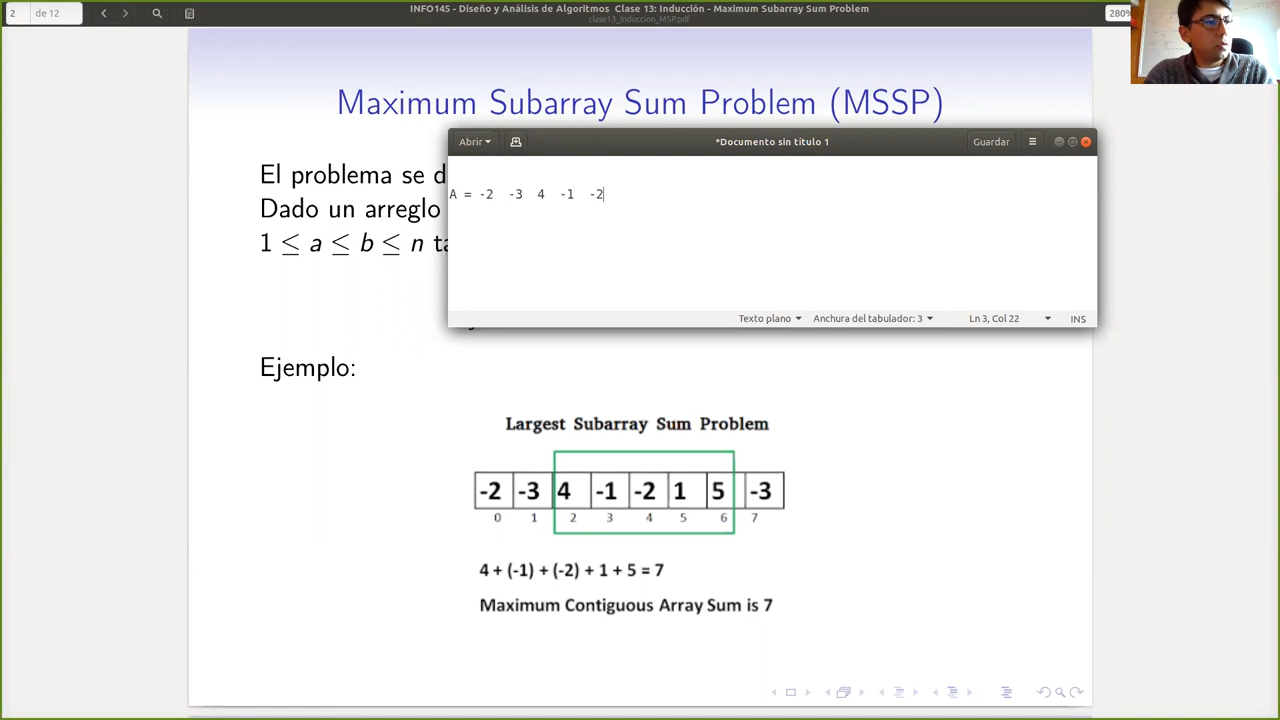 2 de 12
INFO145 - Diseño y Análisis de Algoritmos Clase 13: Inducción - Maximum Subarray Sum Problem
clase13_Induccion_MSP.pdf
280%
Maximum Subarray Sum Problem (MSSP)
Abrir
*Documento sin título 1
Guardar
El problema se d
A = -2 -3 4 -1 -2
Dado un arreglo
1 ≤ a ≤ b ≤ n ta
Texto plano Anchura del tabulador: 3 Ln 3, Col 22 INS
Ejemplo:
Largest Subarray Sum Problem
-2 -3 4 -1 -2 1 5 -3
0 1 2 3 4 5 6 7
4 + (-1) + (-2) + 1 + 5 = 7
Maximum Contiguous Array Sum is 7